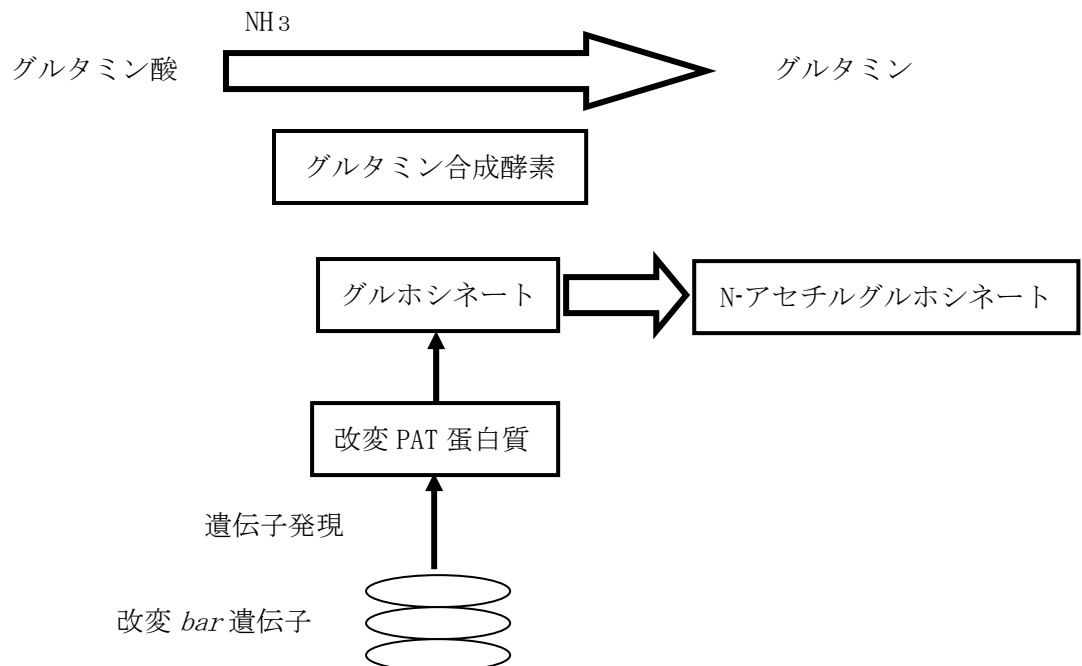 NH3
グルタミン酸
グルタミン
グルタミン合成酵素
グルホシネート
N-アセチルグルホシネート
改変 PAT 蛋白質
遺伝子発現
改変 bar 遺伝子